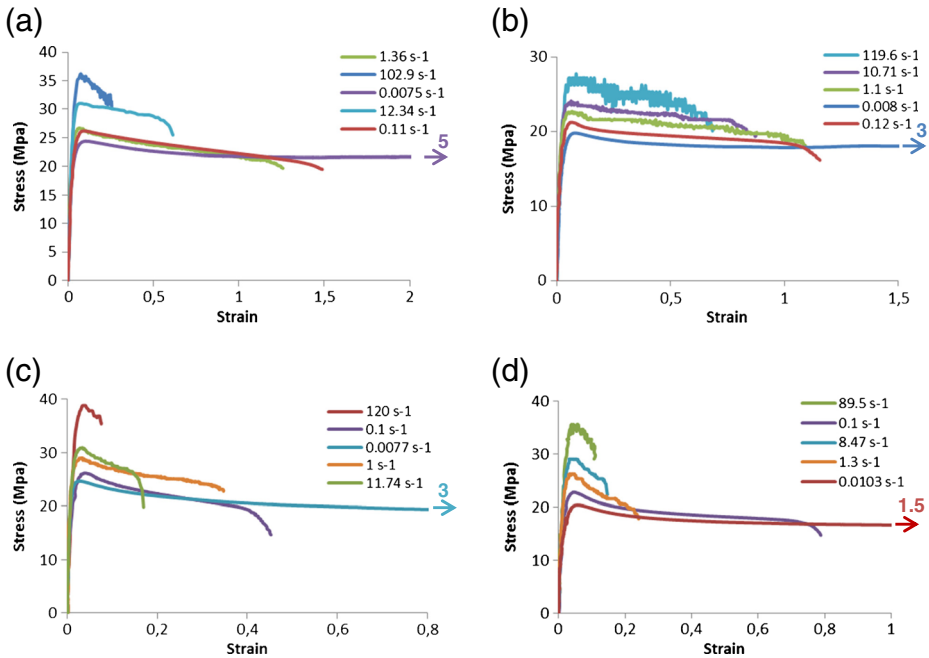 (a)
40
35
30
25
20
15
10
5
0
Stress (Mpa)
1.36 s-1
102.9 s-1
0.0075 s-1
12.34 s-1
0.11 s-1
5
0
0,5
1
1,5
2
Strain
(b)
30
20
10
0
Stress (Mpa)
119.6 s-1
10.71 s-1
1.1 s-1
0.008 s-1
0.12 s-1
3
0
0,5
1
1,5
Strain
(c)
40
30
20
10
0
Stress (Mpa)
120 s-1
0.1 s-1
0.0077 s-1
1 s-1
11.74 s-1
3
0
0,2
0,4
0,6
0,8
Strain
(d)
40
30
20
10
0
Stress (Mpa)
89.5 s-1
0.1 s-1
8.47 s-1
1.3 s-1
0.0103 s-1
1.5
0
0,2
0,4
0,6
0,8
1
Strain